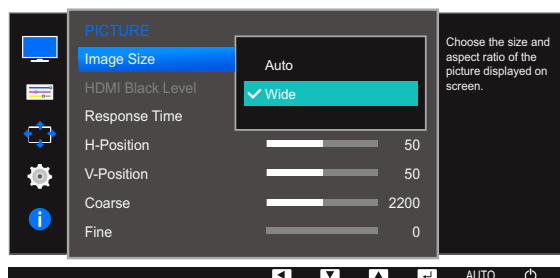 PICTURE
Image Size
Auto
Wide
HDMI Black Level
Response Time
H-Position 50
V-Position 50
Coarse 2200
Fine 0
Choose the size and
aspect ratio of the
picture displayed on
screen.
AUTO